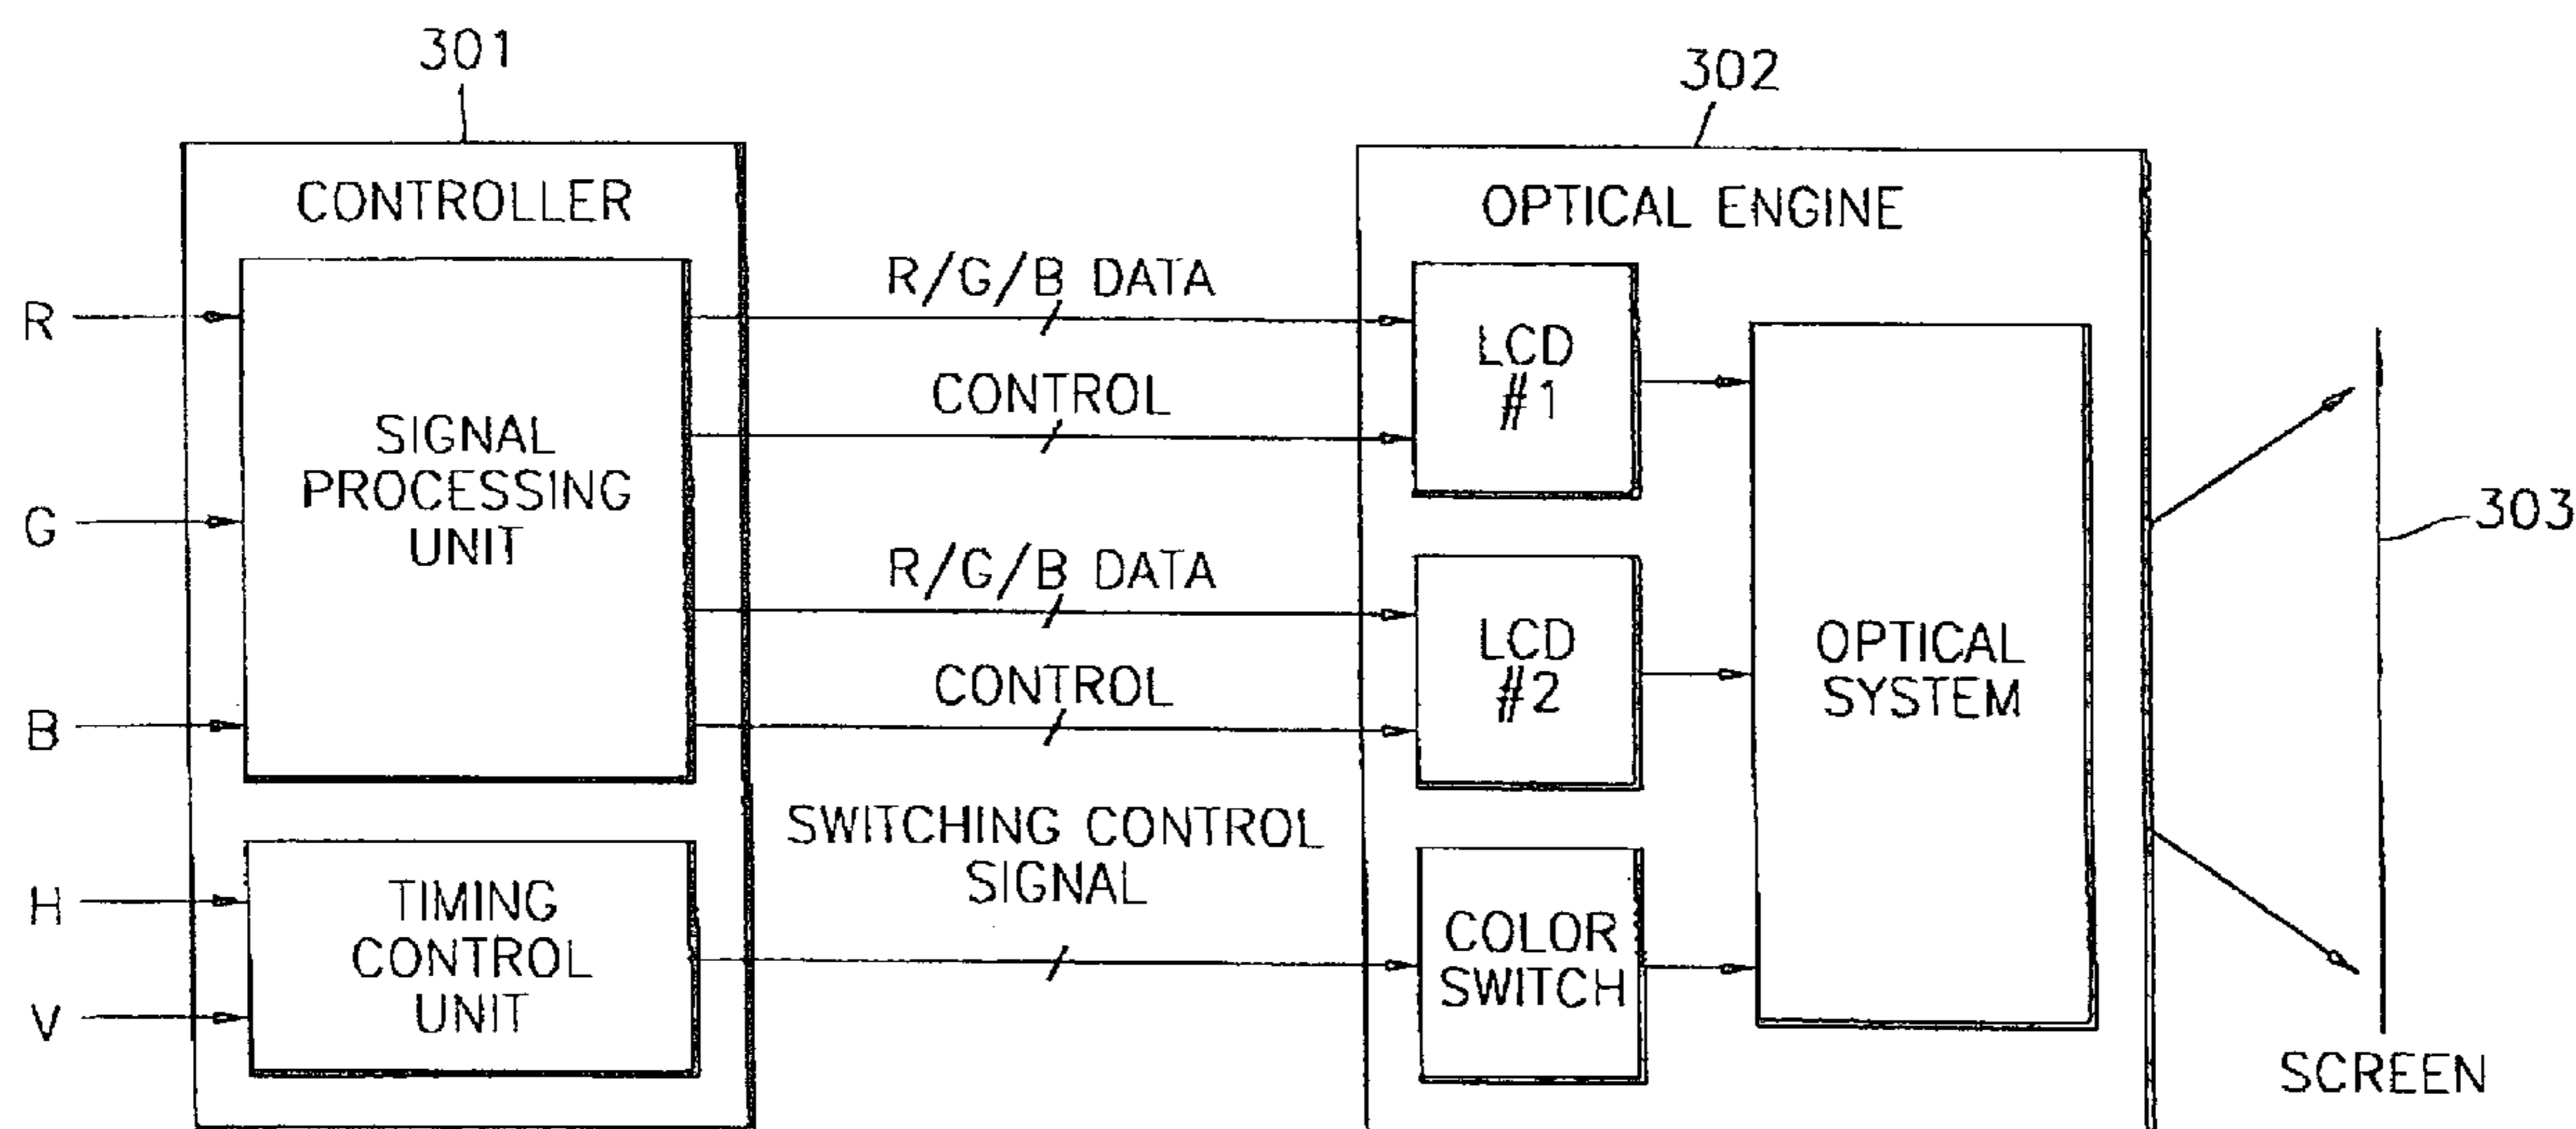 301
302
CONTROLLER
OPTICAL ENGINE
R
G
B
SIGNAL
PROCESSING
UNIT
R/G/B DATA
CONTROL
R/G/B DATA
CONTROL
LCD
#1
LCD
#2
OPTICAL
SYSTEM
303
H
V
TIMING
CONTROL
UNIT
SWITCHING CONTROL
SIGNAL
COLOR
SWITCH
SCREEN